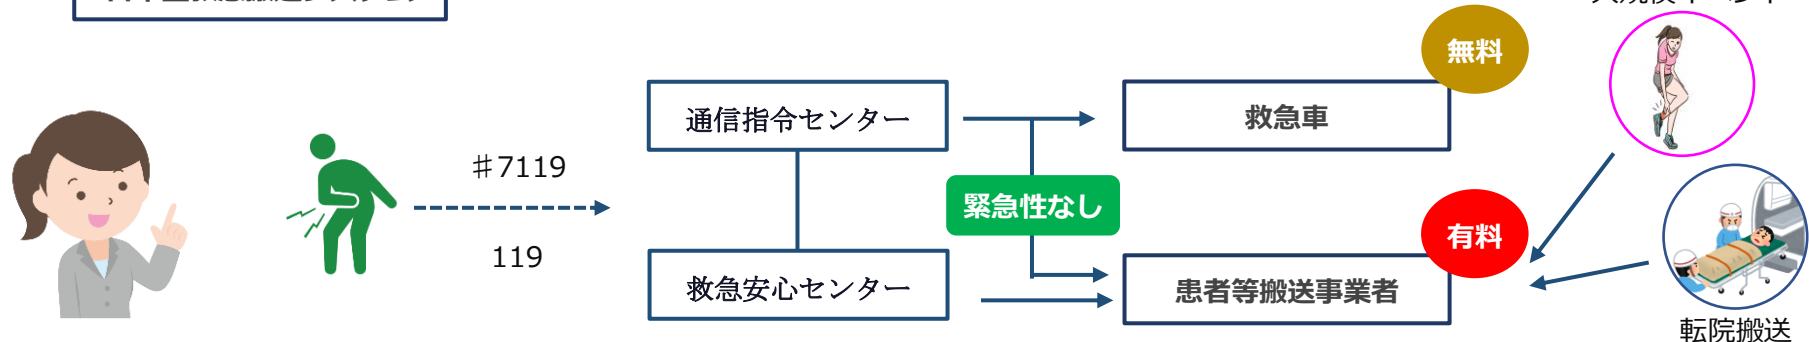 無料
通信指令センター
救急車
♯7119
緊急性なし
有料
119
救急安心センター
患者等搬送事業者
転院搬送